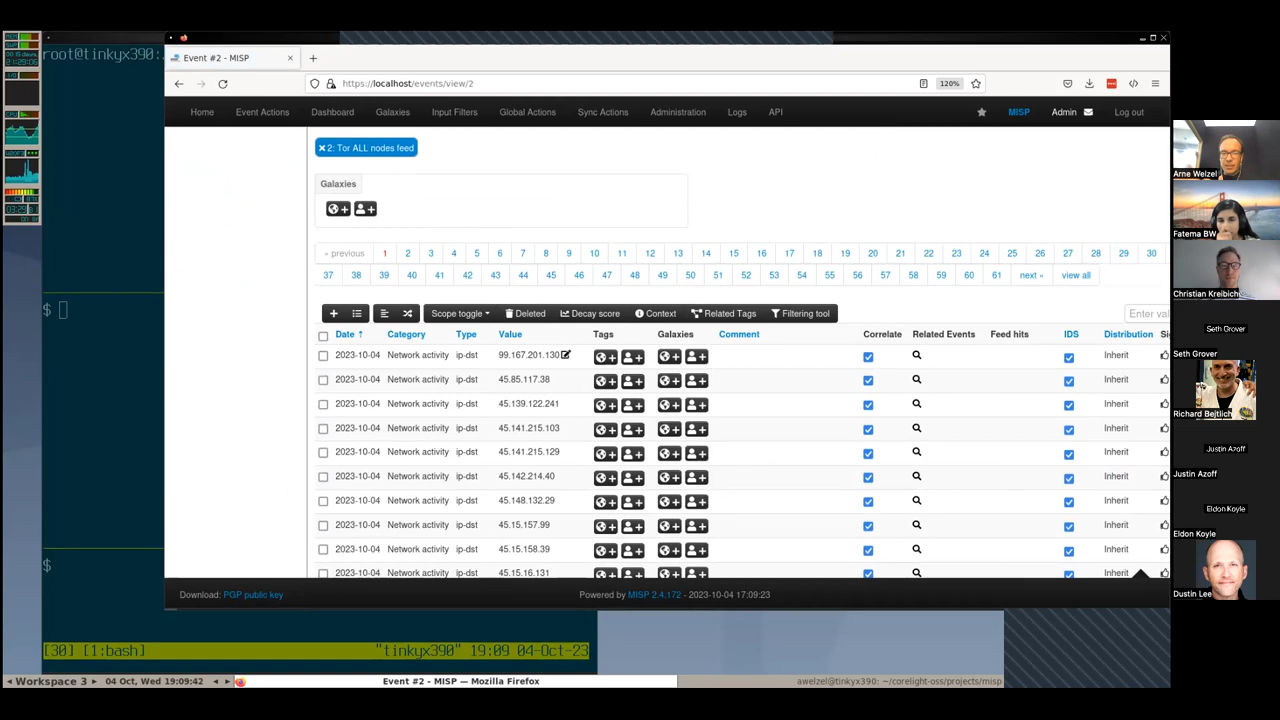 Event #2 - MISP
root@tinkyx390:
https://localhost/events/view/2
120%
Home Event Actions Dashboard Galaxies Input Filters Global Actions Sync Actions Administration Logs API MISP Admin Log out
2: Tor ALL nodes feed
Galaxies
« previous 1 2 3 4 5 6 7 8 9 10 11 12 13 14 15 16 17 18 19 20 21 22 23 24 25 26 27 28 29 30
37 38 39 40 41 42 43 44 45 46 47 48 49 50 51 52 53 54 55 56 57 58 59 60 61 next » view all
Scope toggle Deleted Decay score Context Related Tags Filtering tool Enter val
Date Category Type Value Tags Galaxies Comment Correlate Related Events Feed hits IDS Distribution Si
2023-10-04 Network activity ip-dst 99.167.201.130 Inherit
2023-10-04 Network activity ip-dst 45.85.117.38 Inherit
2023-10-04 Network activity ip-dst 45.139.122.241 Inherit
2023-10-04 Network activity ip-dst 45.141.215.103 Inherit
2023-10-04 Network activity ip-dst 45.141.215.129 Inherit
2023-10-04 Network activity ip-dst 45.142.214.40 Inherit
2023-10-04 Network activity ip-dst 45.148.132.29 Inherit
2023-10-04 Network activity ip-dst 45.15.157.99 Inherit
2023-10-04 Network activity ip-dst 45.15.158.39 Inherit
2023-10-04 Network activity ip-dst 45.15.16.131 Inherit
$
$
Download: PGP public key Powered by MISP 2.4.172 - 2023-10-04 17:09:23
[30] [1:bash] "tinkyx390" 19:09 04-Oct-23
Workspace 3 04 Oct, Wed 19:09:42 Event #2 - MISP — Mozilla Firefox awelzel@tinkyx390: ~/corelight-oss/projects/misp
Arne Welzel
Fatema BW
Christian Kreibich
Seth Grover
Seth Grover
Richard Bejtlich
Justin Azoff
Justin Azoff
Eldon Koyle
Eldon Koyle
Dustin Lee